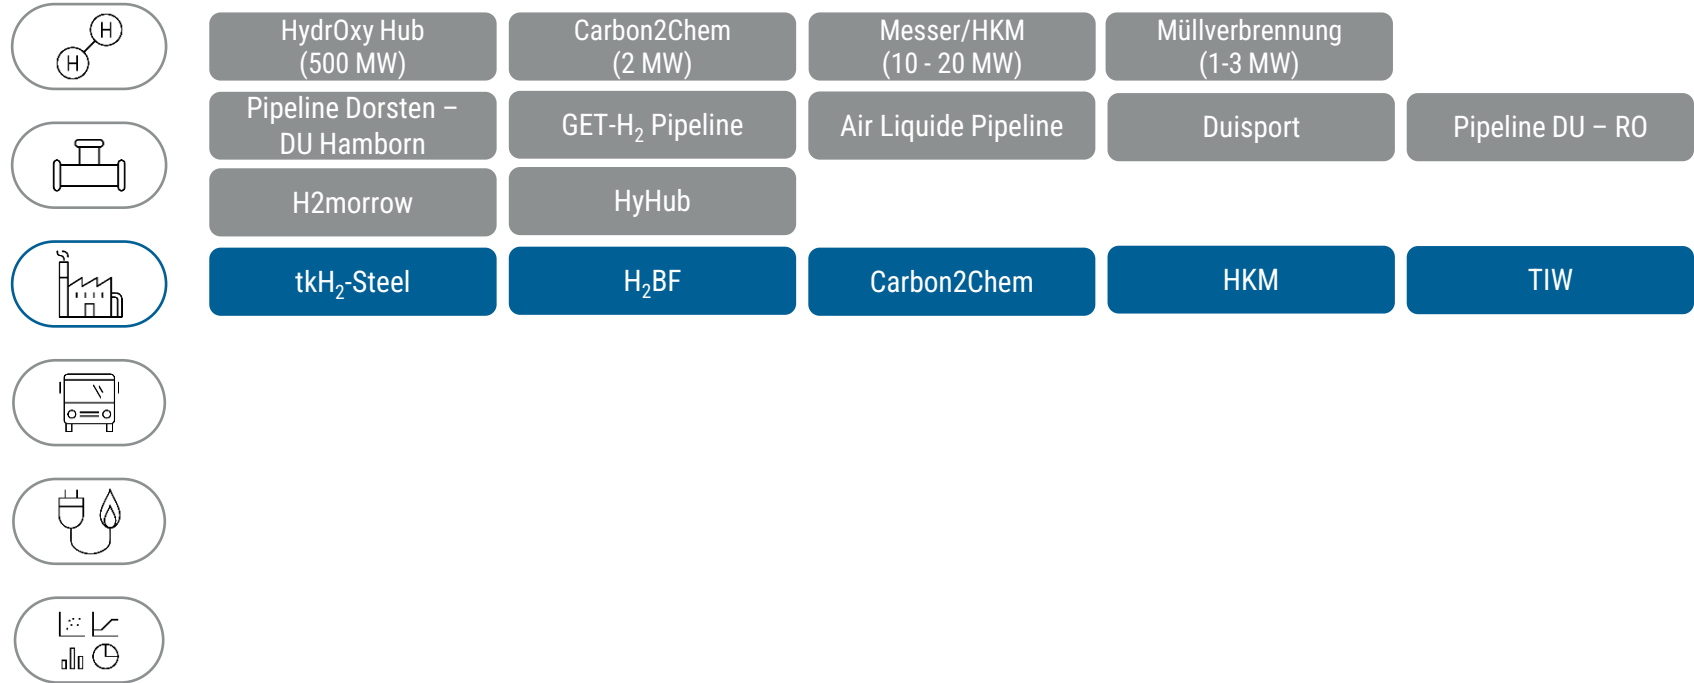 H
H
HydrOxy Hub
(500 MW)
Carbon2Chem
(2 MW)
Messer/HKM
(10 - 20 MW)
Müllverbrennung
(1-3 MW)
Pipeline Dorsten –
DU Hamborn
GET-H₂ Pipeline
Air Liquide Pipeline
Duisport
Pipeline DU – RO
H2morrow
HyHub
tkH₂-Steel
H₂BF
Carbon2Chem
HKM
TIW